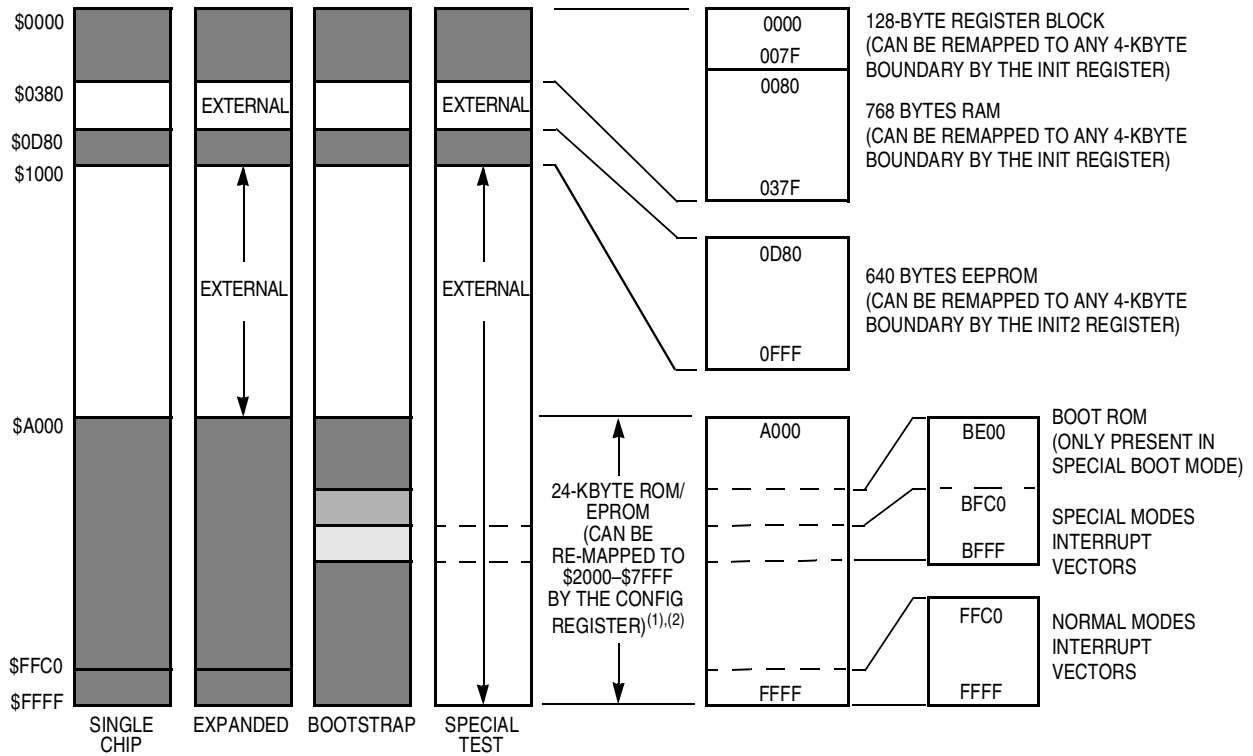 $0000
$0380
$0D80
$1000
$A000
$FFC0
$FFFF
EXTERNAL
EXTERNAL
EXTERNAL
EXTERNAL
SINGLE
CHIP
EXPANDED
BOOTSTRAP
SPECIAL
TEST
0000
007F
0080
037F
128-BYTE REGISTER BLOCK
(CAN BE REMAPPED TO ANY 4-KBYTE
BOUNDARY BY THE INIT REGISTER)
768 BYTES RAM
(CAN BE REMAPPED TO ANY 4-KBYTE
BOUNDARY BY THE INIT REGISTER)
0D80
0FFF
640 BYTES EEPROM
(CAN BE REMAPPED TO ANY 4-KBYTE
BOUNDARY BY THE INIT2 REGISTER)
24-KBYTE ROM/
EPROM
(CAN BE
RE-MAPPED TO
$2000–$7FFF
BY THE CONFIG
REGISTER)(1),(2)
A000
FFFF
BE00
BFC0
BFFF
BOOT ROM
(ONLY PRESENT IN
SPECIAL BOOT MODE)
SPECIAL MODES
INTERRUPT
VECTORS
FFC0
FFFF
NORMAL MODES
INTERRUPT
VECTORS